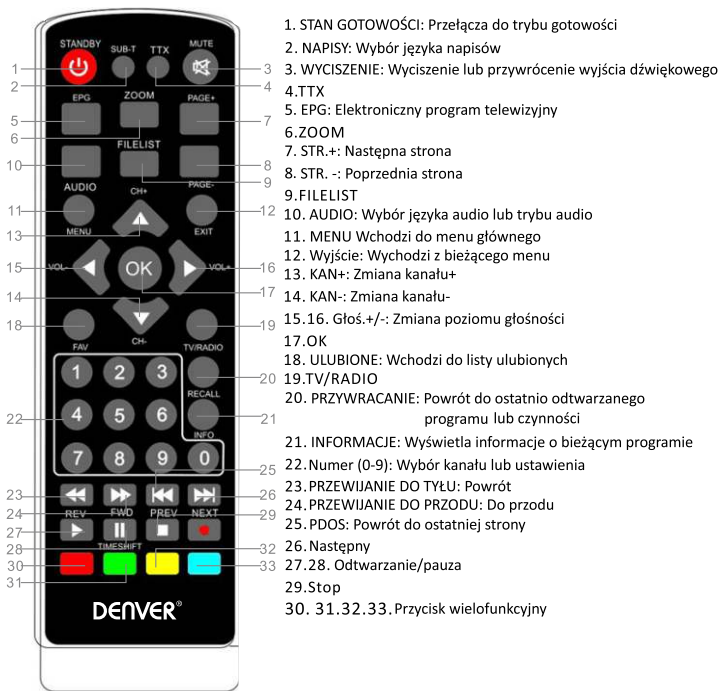 STANDBY SUB-T TTX MUTE
1 2 4 3
EPG ZOOM PAGE+
5 6 7
FILELIST
10 9 8
AUDIO CH+ PAGE-
11 12
MENU EXIT
13
15 VOL- OK VOL+ 16
14 17
18 19
FAV CH- TV/RADIO
1 2 3
20
RECALL
22 4 5 6 21
INFO
7 8 9 0
25
23 26
24 REV FWD PREV NEXT 29
27
28 TIMESHIFT 32
30 33
31
DENVER®
1. STAN GOTOWOŚCI: Przełącza do trybu gotowości
2. NAPISY: Wybór języka napisów
3. WYCISZENIE: Wyciszenie lub przywrócenie wyjścia dźwiękowego
4.TTX
5. EPG: Elektroniczny program telewizyjny
6.ZOOM
7. STR.+: Następna strona
8. STR. -: Poprzednia strona
9.FILELIST
10. AUDIO: Wybór języka audio lub trybu audio
11. MENU Wchodzi do menu głównego
12. Wyjście: Wychodzi z bieżącego menu
13. KAN+: Zmiana kanału+
14. KAN-: Zmiana kanału-
15.16. Głoś.+/-: Zmiana poziomu głośności
17.OK
18. ULUBIONE: Wchodzi do listy ulubionych
19.TV/RADIO
20. PRZYWRACANIE: Powrót do ostatnio odtwarzanego
programu lub czynności
21. INFORMACJE: Wyświetla informacje o bieżącym programie
22.Numer (0-9): Wybór kanału lub ustawienia
23.PRZEWIJANIE DO TYŁU: Powrót
24.PRZEWIJANIE DO PRZODU: Do przodu
25.PDOS: Powrót do ostatniej strony
26.Następny
27.28. Odtwarzanie/pauza
29.Stop
30. 31.32.33.Przycisk wielofunkcyjny